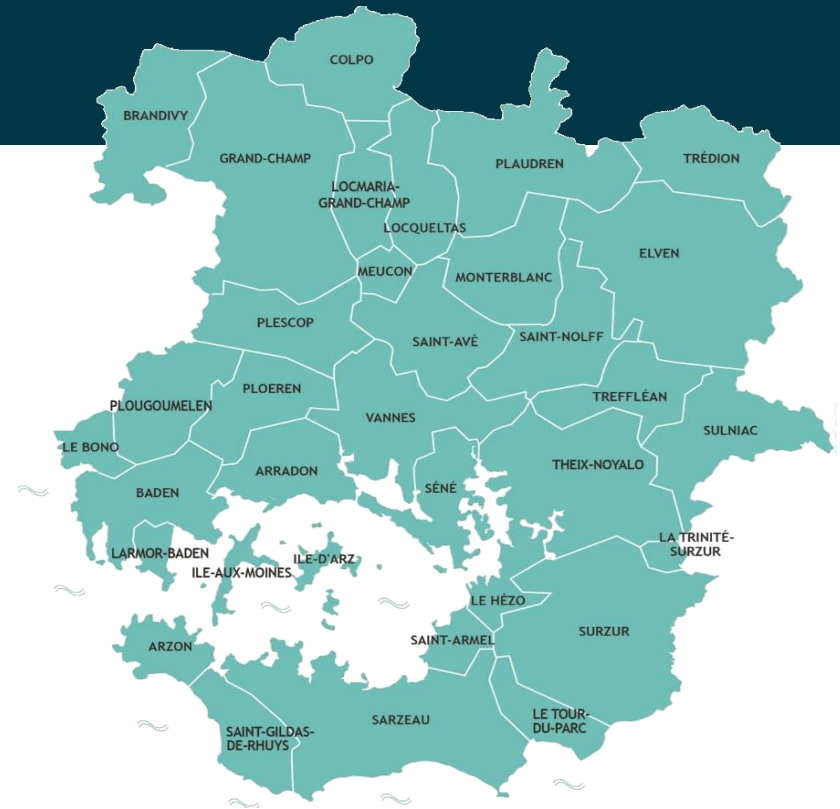 COLPO
BRANDIVY
GRAND-CHAMP
PLAUDREN
TRÉDION
LOCMARIA-
GRAND-CHAMP
LOCQUELTAS
ELVEN
MEUCON
MONTERBLANC
PLESCOP
SAINT-AVÉ
SAINT-NOLFF
PLOEREN
TREFFLÉAN
PLOUGOUMELEN
VANNES
SULNIAC
LE BONO
ARRADON
THEIX-NOYALO
BADEN
SÉNÉ
LA TRINITÉ-
SURZUR
LARMOR-BADEN
ILE-D'ARZ
ILE-AUX-MOINES
LE HÉZO
SURZUR
SAINT-ARMEL
ARZON
SARZEAU
LE TOUR-
DU-PARC
SAINT-GILDAS-
DE-RHUYS